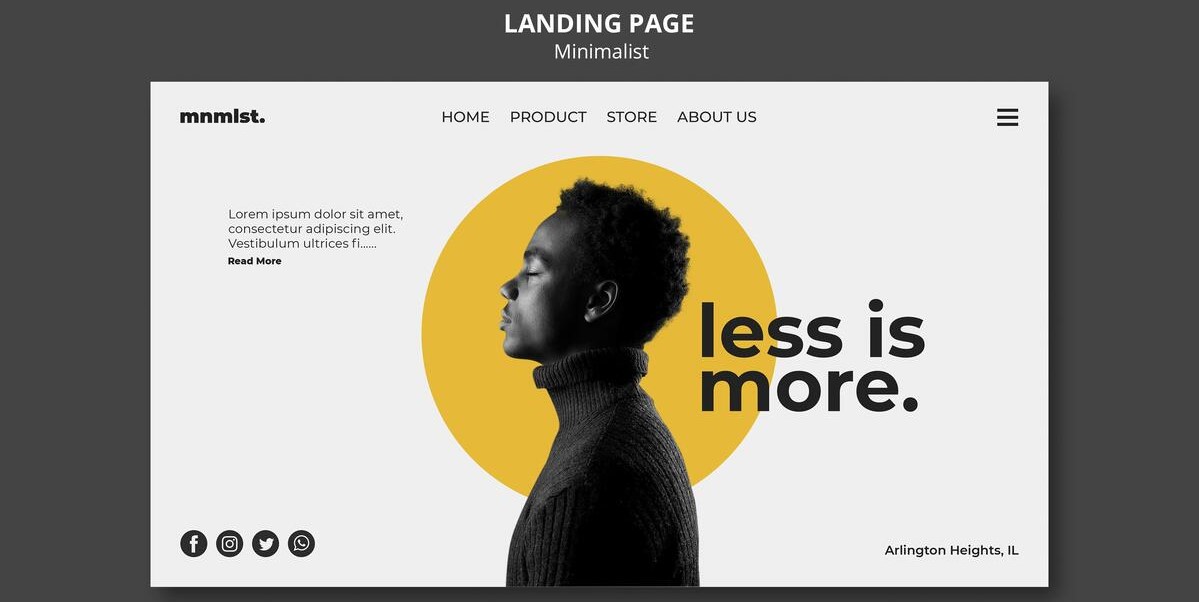 LANDING PAGE
Minimalist
mnmlst.
HOME PRODUCT STORE ABOUT US
Lorem ipsum dolor sit amet,
consectetur adipiscing elit.
Vestibulum ultrices fi......
Read More
less is
more.
Arlington Heights, IL